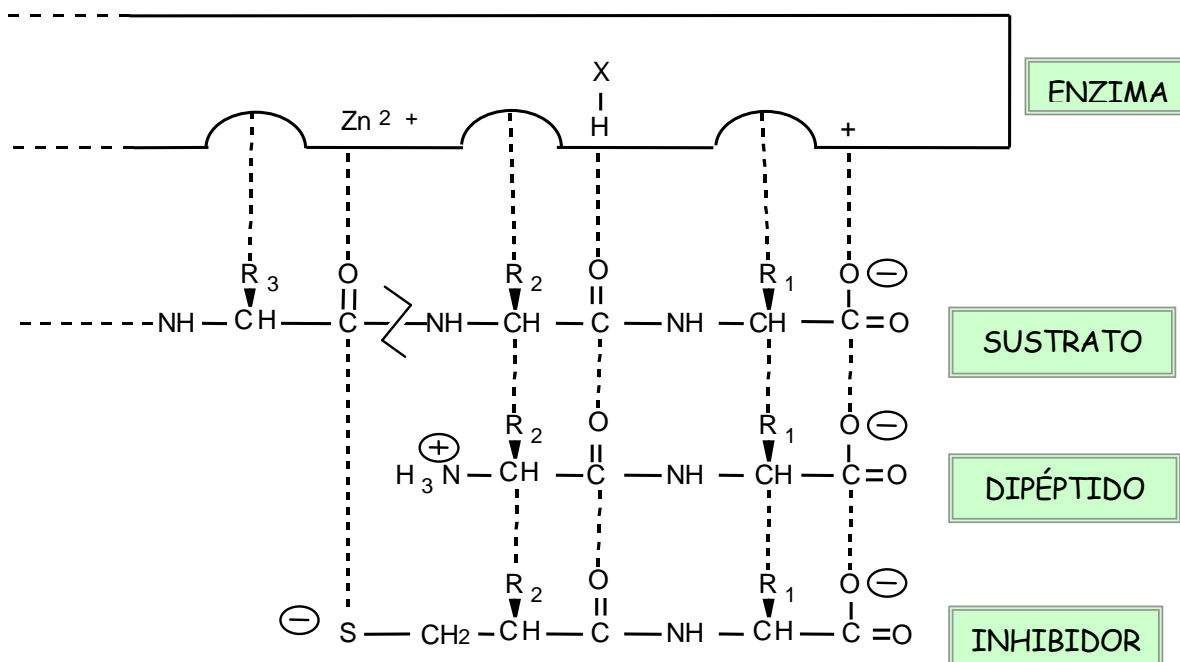 X
H
Zn 2 +
+
ENZIMA
R 3 O R 2 O R 1 O −
NH CH C NH CH C NH CH C =O
SUSTRATO
R 2 O R 1 O −
+
H 3 N CH C NH CH C =O
DIPÉPTIDO
R 2 O R 1 O −
− S CH2 CH C NH CH C =O
INHIBIDOR